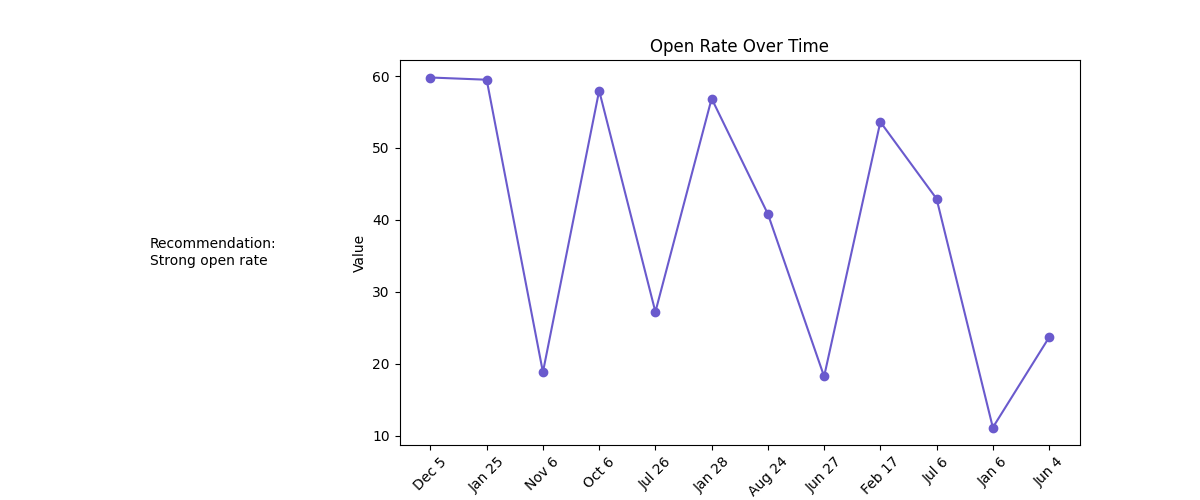 Open Rate Over Time
Recommendation:
Strong open rate
Value
60
50
40
30
20
10
Dec 5
Jan 25
Nov 6
Oct 6
Jul 26
Jan 28
Aug 24
Jun 27
Feb 17
Jul 6
Jan 6
Jun 4